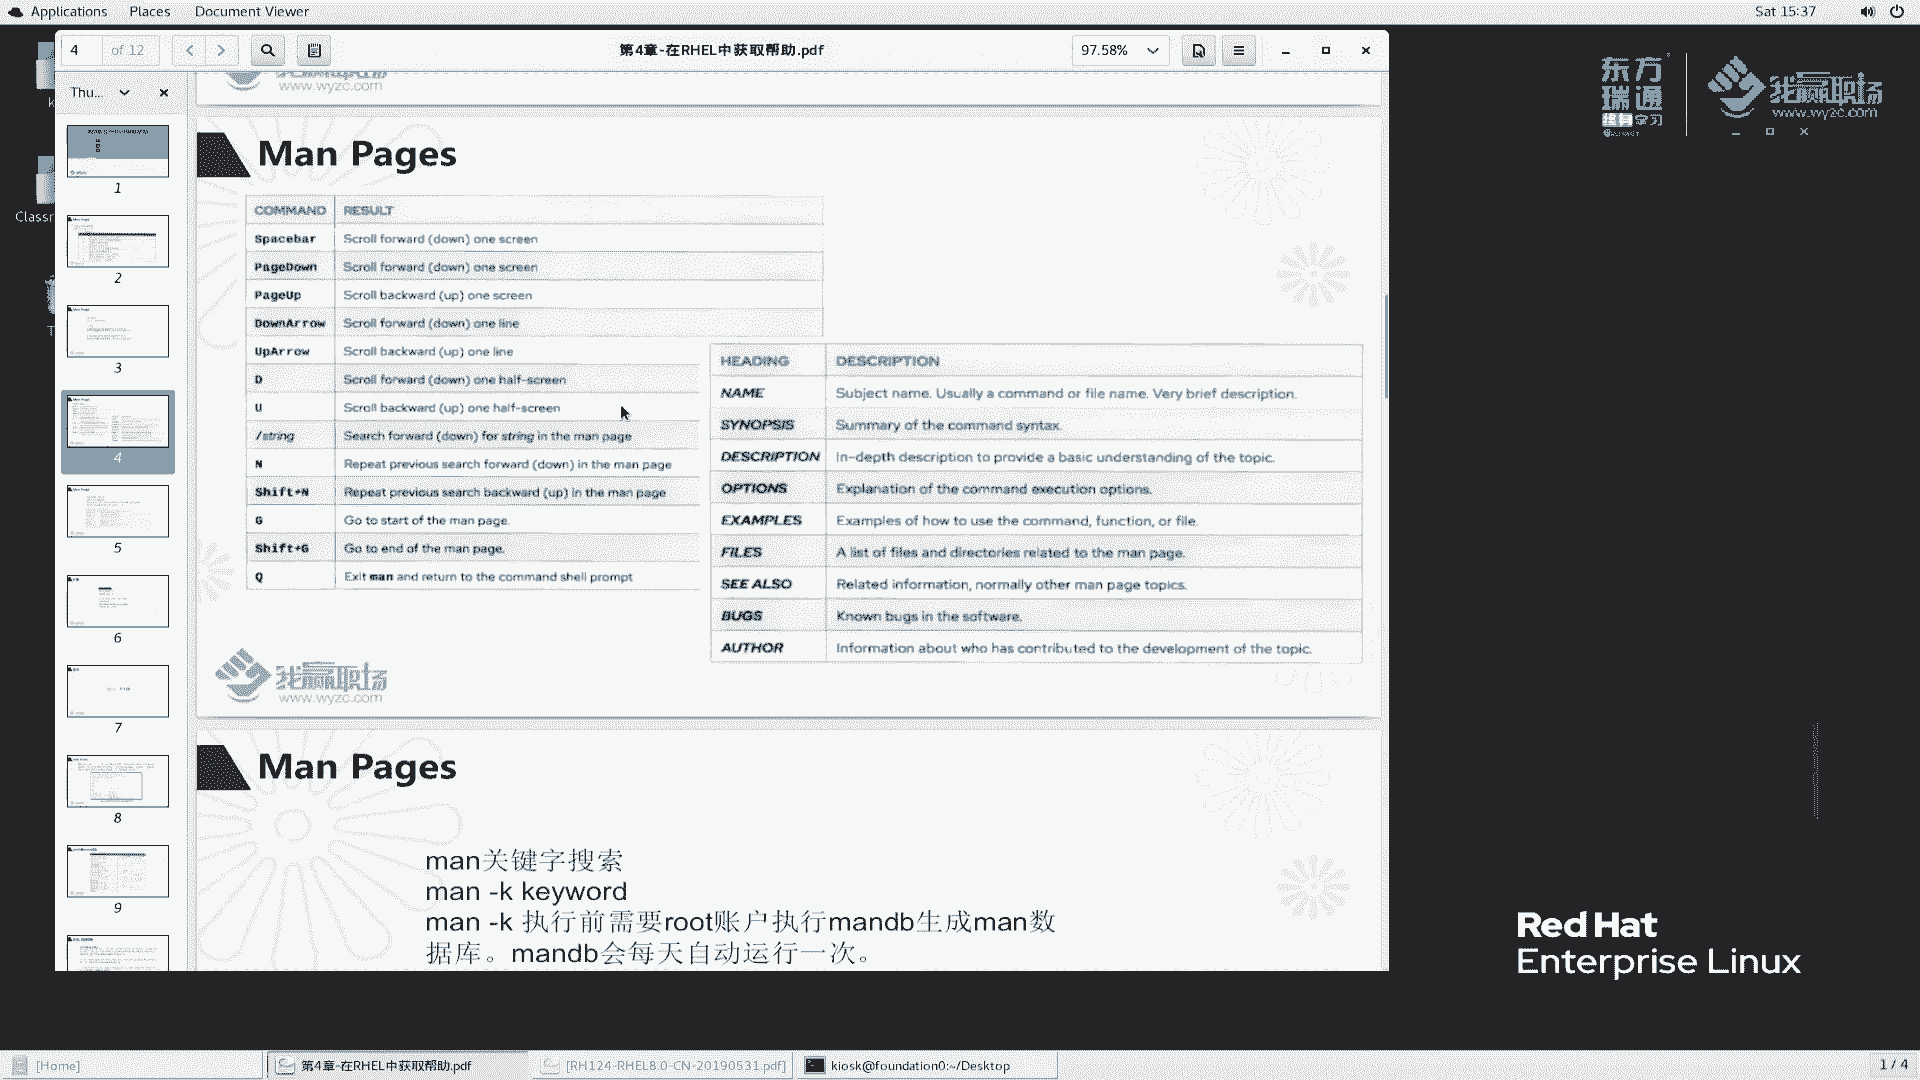 Applications Places Document Viewer Sat 15:37
4 of 12 第4章-在RHEL中获取帮助.pdf 97.58%
Thu...
1
2
3
4
5
6
7
8
9
Classr
www.wyzc.com
Man Pages
COMMAND RESULT
Spacebar Scroll forward (down) one screen
PageDown Scroll forward (down) one screen
PageUp Scroll backward (up) one screen
DownArrow Scroll forward (down) one line
UpArrow Scroll backward (up) one line
D Scroll forward (down) one half-screen
U Scroll backward (up) one half-screen
/string Search forward (down) for string in the man page
N Repeat previous search forward (down) in the man page
Shift+N Repeat previous search backward (up) in the man page
G Go to start of the man page.
Shift+G Go to end of the man page.
Q Exit man and return to the command shell prompt
HEADING DESCRIPTION
NAME Subject name. Usually a command or file name. Very brief description.
SYNOPSIS Summary of the command syntax.
DESCRIPTION In-depth description to provide a basic understanding of the topic.
OPTIONS Explanation of the command execution options.
EXAMPLES Examples of how to use the command, function, or file.
FILES A list of files and directories related to the man page.
SEE ALSO Related information, normally other man page topics.
BUGS Known bugs in the software.
AUTHOR Information about who has contributed to the development of the topic.
我赢职场
www.wyzc.com
Man Pages
man关键字搜索
man -k keyword
man -k 执行前需要root账户执行mandb生成man数
据库。mandb会每天自动运行一次。
东方
瑞通
终身学习
我赢职场
www.wyzc.com
Red Hat
Enterprise Linux
[Home] 第4章-在RHEL中获取帮助.pdf [RH124-RHEL8.0-CN-20190531.pdf] kiosk@foundation0:~/Desktop 1 / 4